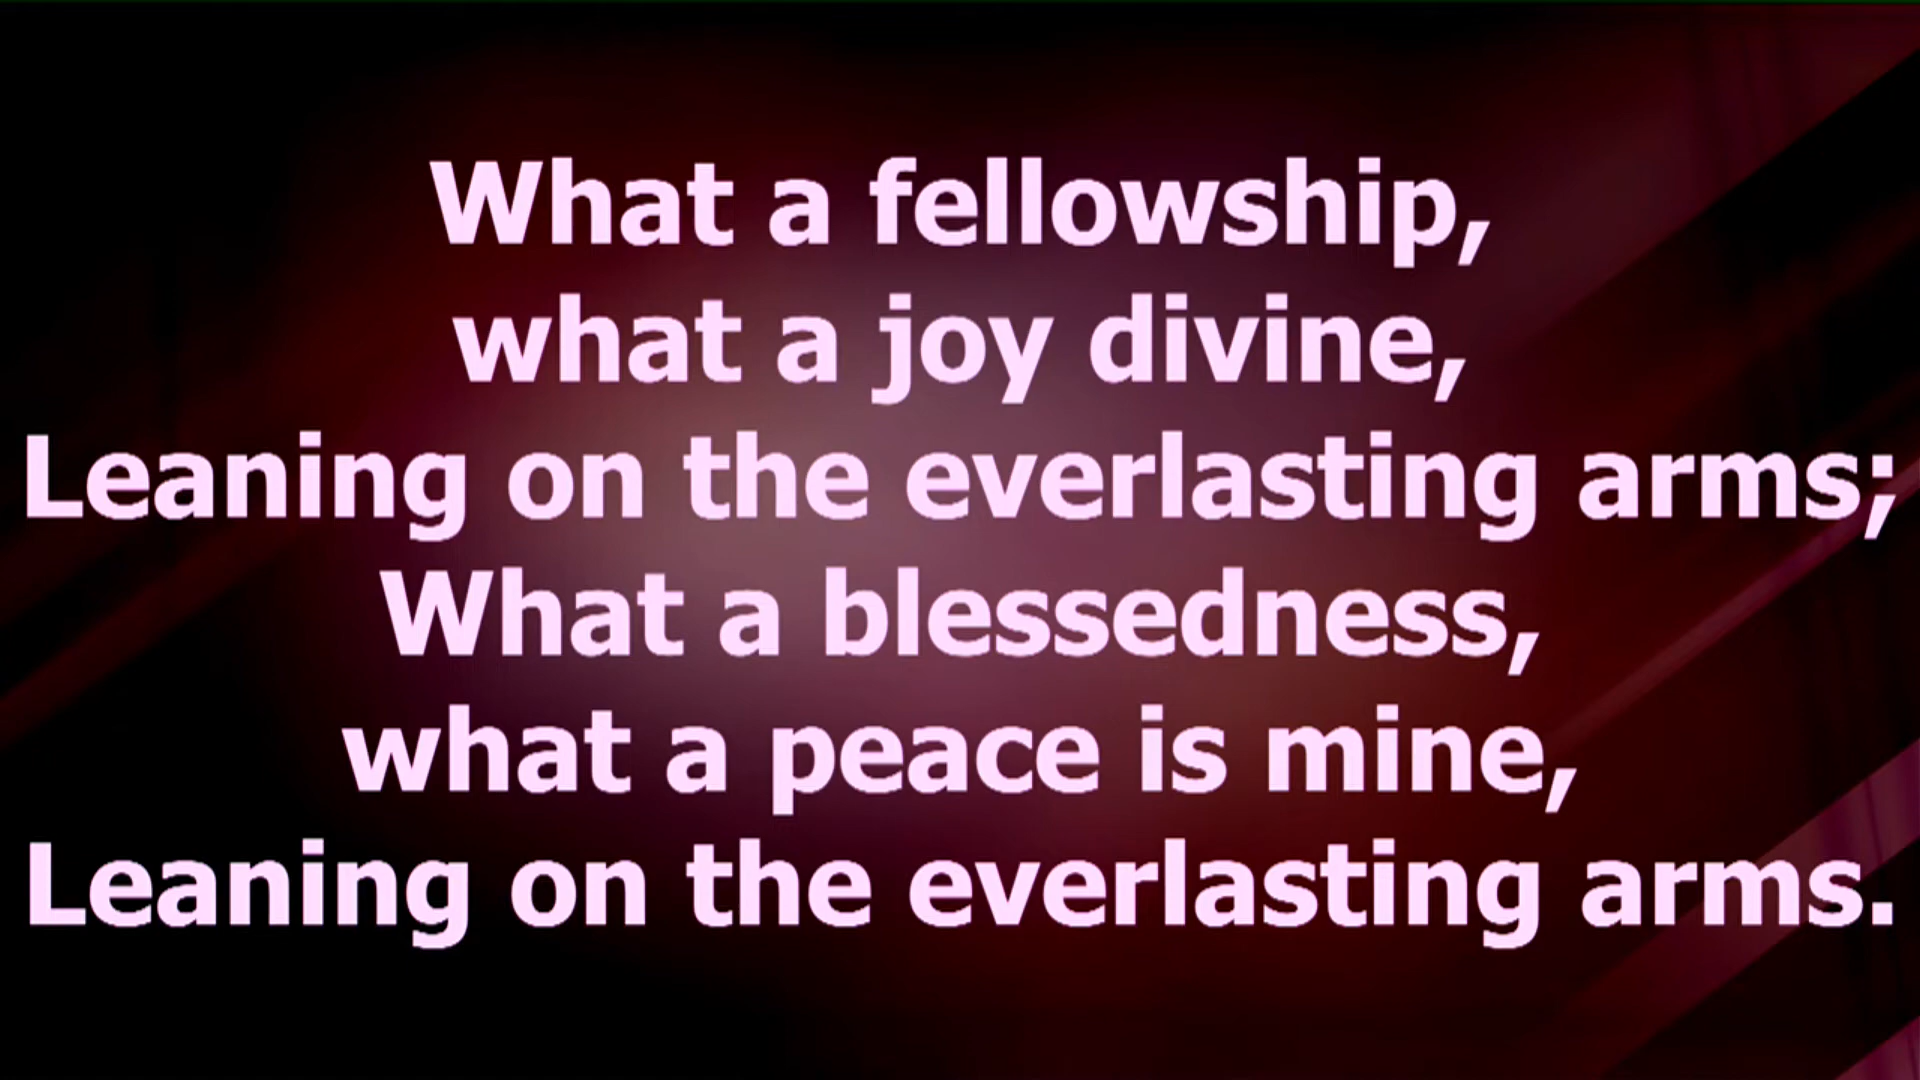 What a fellowship,
what a joy divine,
Leaning on the everlasting arms;
What a blessedness,
what a peace is mine,
Leaning on the everlasting arms.